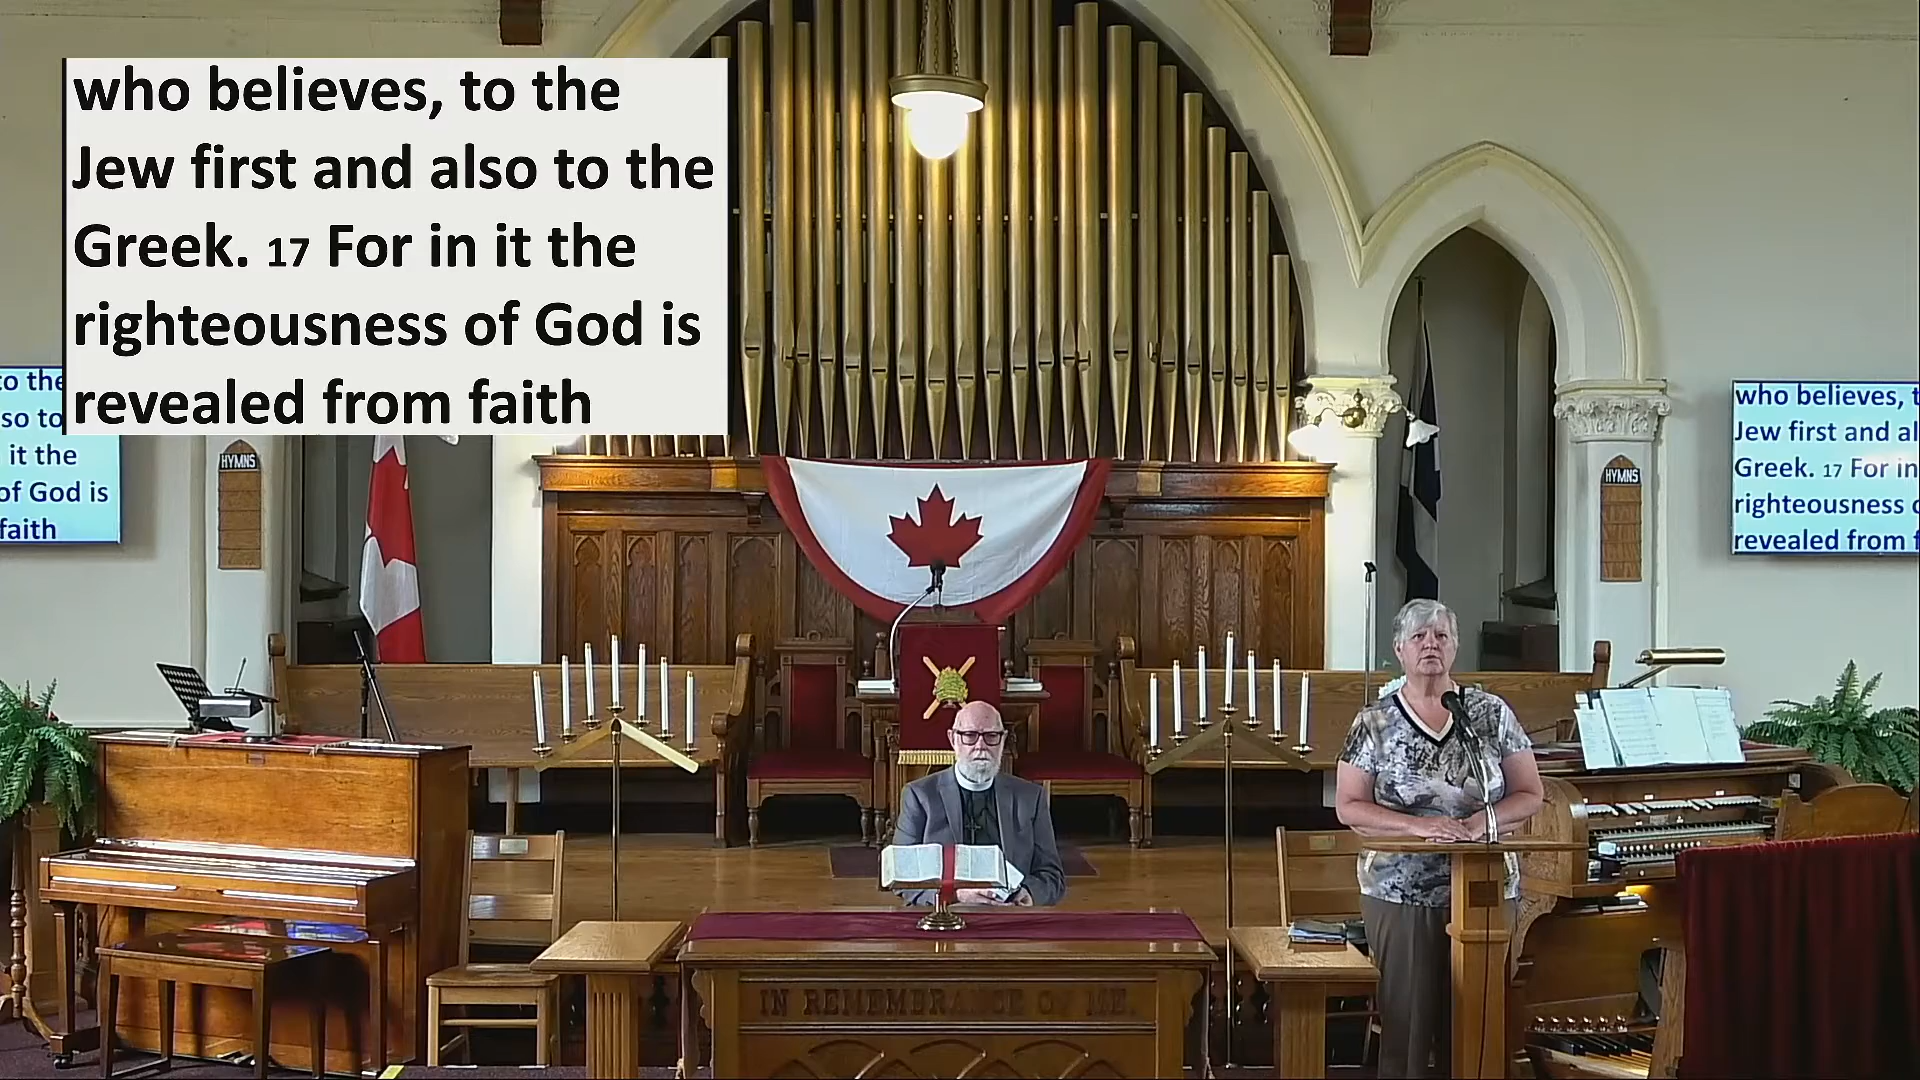 who believes, to the
Jew first and also to the
Greek. 17 For in it the
righteousness of God is
revealed from faith
to the
so to
it the
of God is
faith
HYMNS
HYMNS
who believes,
Jew first and al
Greek. 17 For in
righteousness
revealed from
IN REMEMBRANCE OF ME.